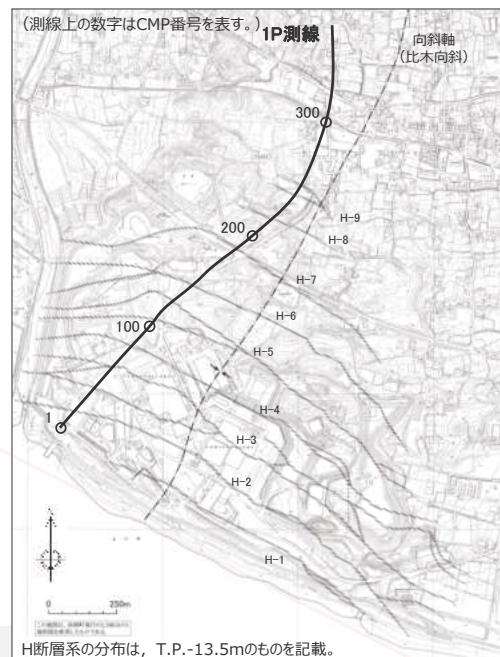 (測線上の数字はCMP番号を表す。)
1P測線
向斜軸
(比木向斜)
300
H-9
200
H-8
H-7
H-6
100
H-5
1
H-4
H-3
H-2
H-1
0
250m
H断層系の分布は，T.P.-13.5mのものを記載。